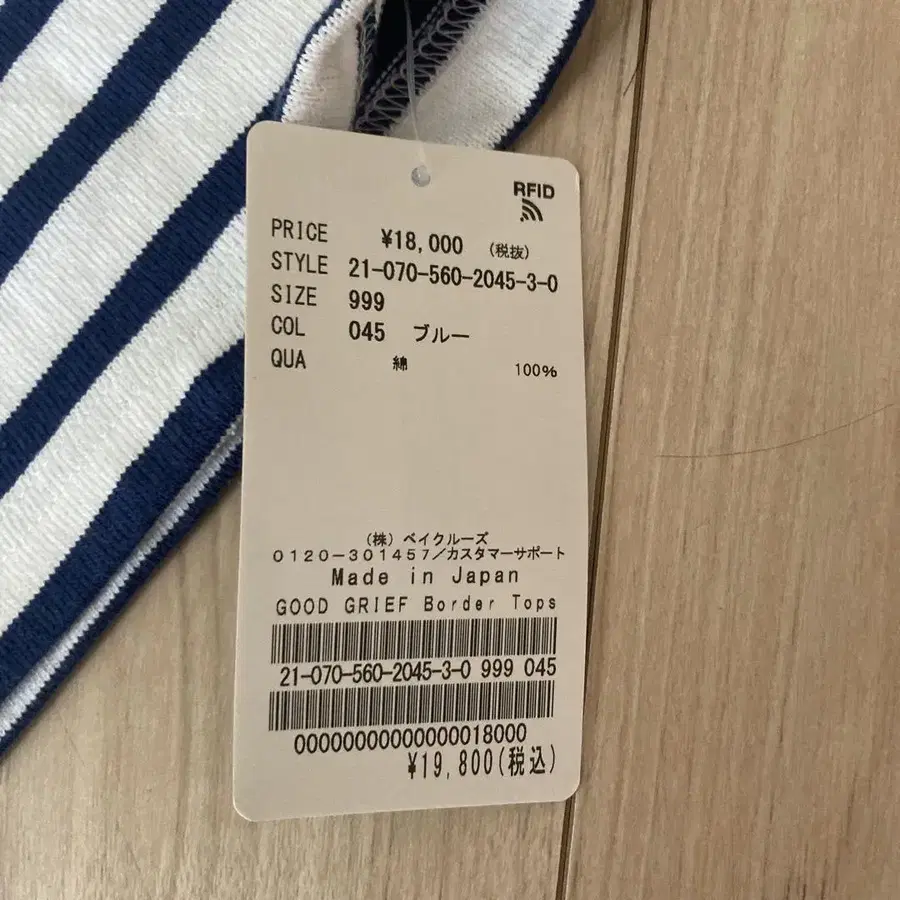 RFID
PRICE ¥18,000 (税抜)
STYLE 21-070-560-2045-3-0
SIZE 999
COL 045 ブルー
QUA 綿 100%
(株) ベイクルーズ
0120-301457/カスタマーサポート
Made in Japan
GOOD GRIEF Border Tops
21-070-560-2045-3-0 999 045
00000000000000018000
¥19,800(税込)